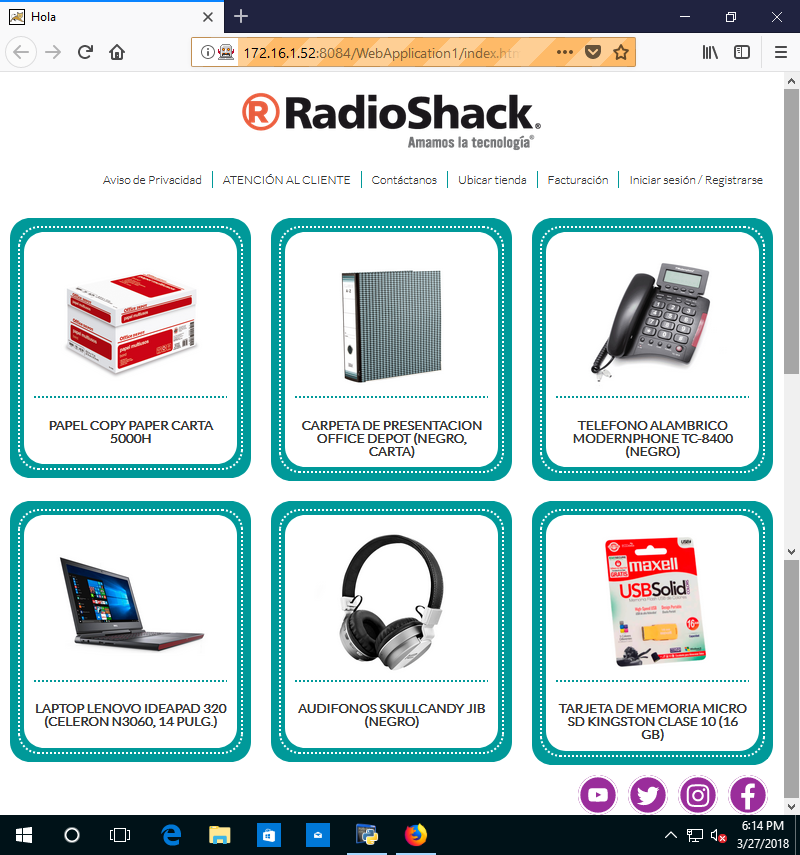 Hola
172.16.1.52:8084/WebApplication1/index.htm
R RadioShack.
Amamos la tecnología®
Aviso de Privacidad
ATENCIÓN AL CLIENTE
Contáctanos
Ubicar tienda
Facturación
Iniciar sesión / Registrarse
PAPEL COPY PAPER CARTA
5000H
CARPETA DE PRESENTACION
OFFICE DEPOT (NEGRO,
CARTA)
TELEFONO ALAMBRICO
MODERNPHONE TC-8400
(NEGRO)
maxell
USBSolid
16
LAPTOP LENOVO IDEAPAD 320
(CELERON N3060, 14 PULG.)
AUDIFONOS SKULLCANDY JIB
(NEGRO)
TARJETA DE MEMORIA MICRO
SD KINGSTON CLASE 10 (16
GB)
6:14 PM
3/27/2018